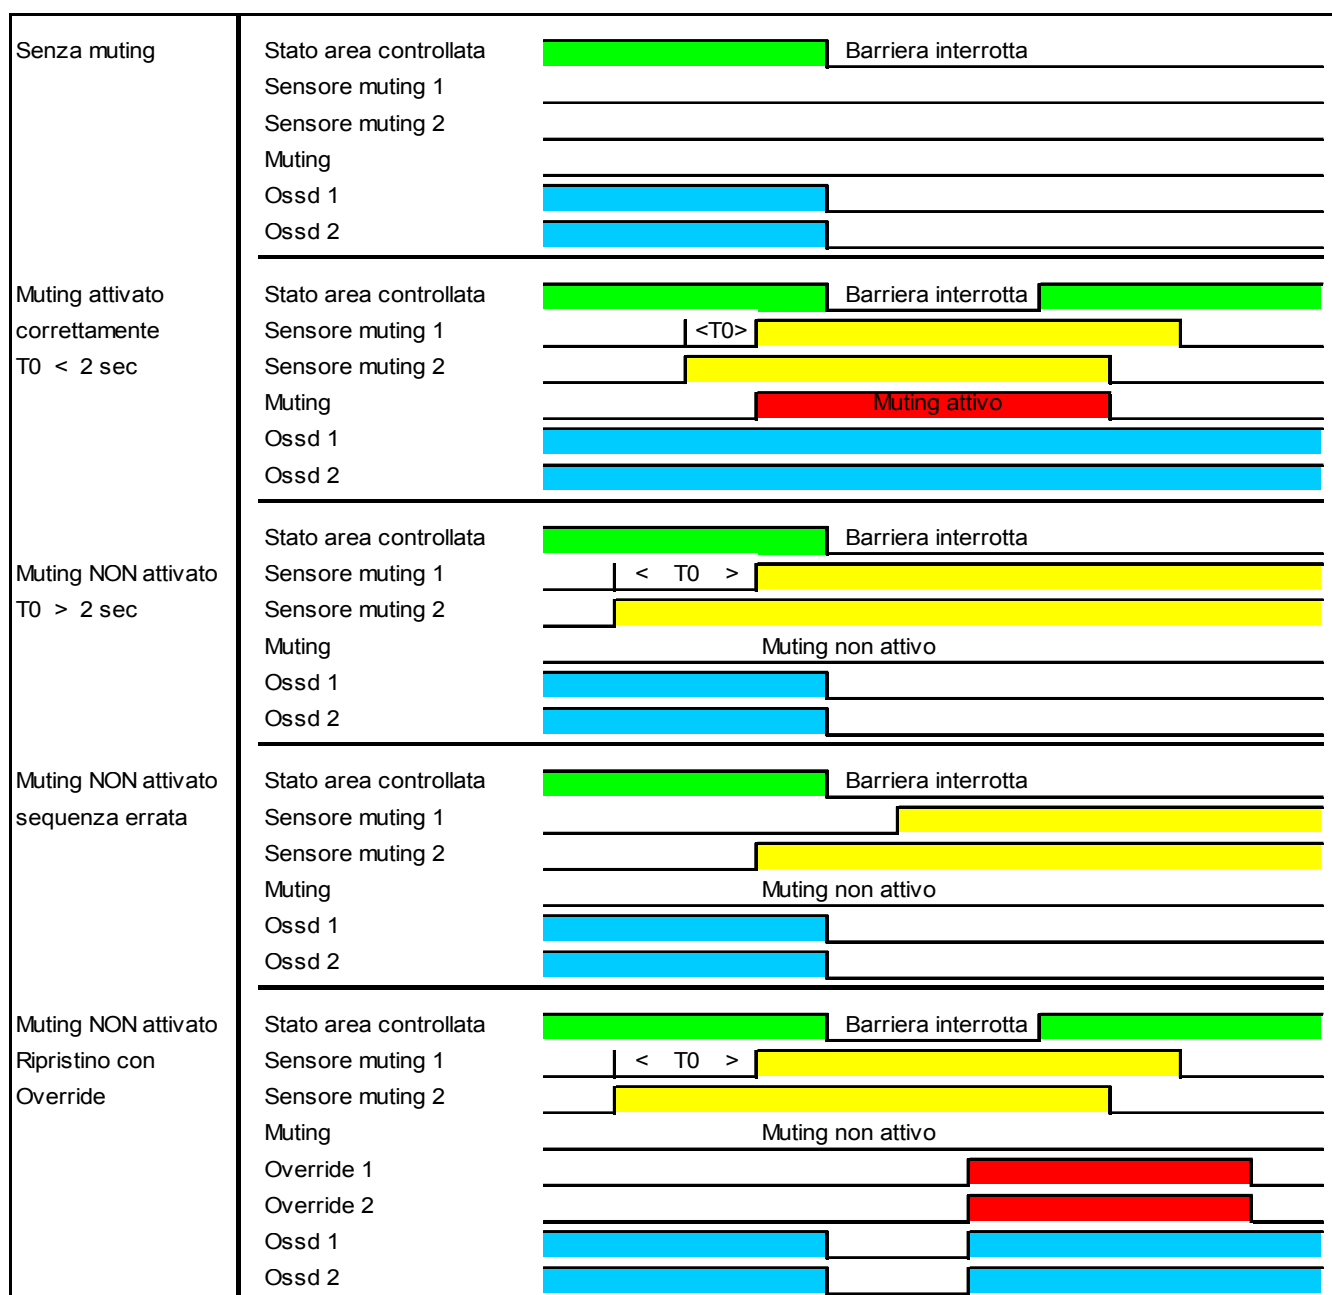 Senza muting Stato area controllata Barriera interrotta
Sensore muting 1
Sensore muting 2
Muting
Ossd 1
Ossd 2
Muting attivato Stato area controllata Barriera interrotta
correttamente Sensore muting 1 <T0>
T0 < 2 sec Sensore muting 2
Muting Muting attivo
Ossd 1
Ossd 2
Stato area controllata Barriera interrotta
Muting NON attivato Sensore muting 1 < T0 >
T0 > 2 sec Sensore muting 2
Muting Muting non attivo
Ossd 1
Ossd 2
Muting NON attivato Stato area controllata Barriera interrotta
sequenza errata Sensore muting 1
Sensore muting 2
Muting Muting non attivo
Ossd 1
Ossd 2
Muting NON attivato Stato area controllata Barriera interrotta
Ripristino con Sensore muting 1 < T0 >
Override Sensore muting 2
Muting Muting non attivo
Override 1
Override 2
Ossd 1
Ossd 2